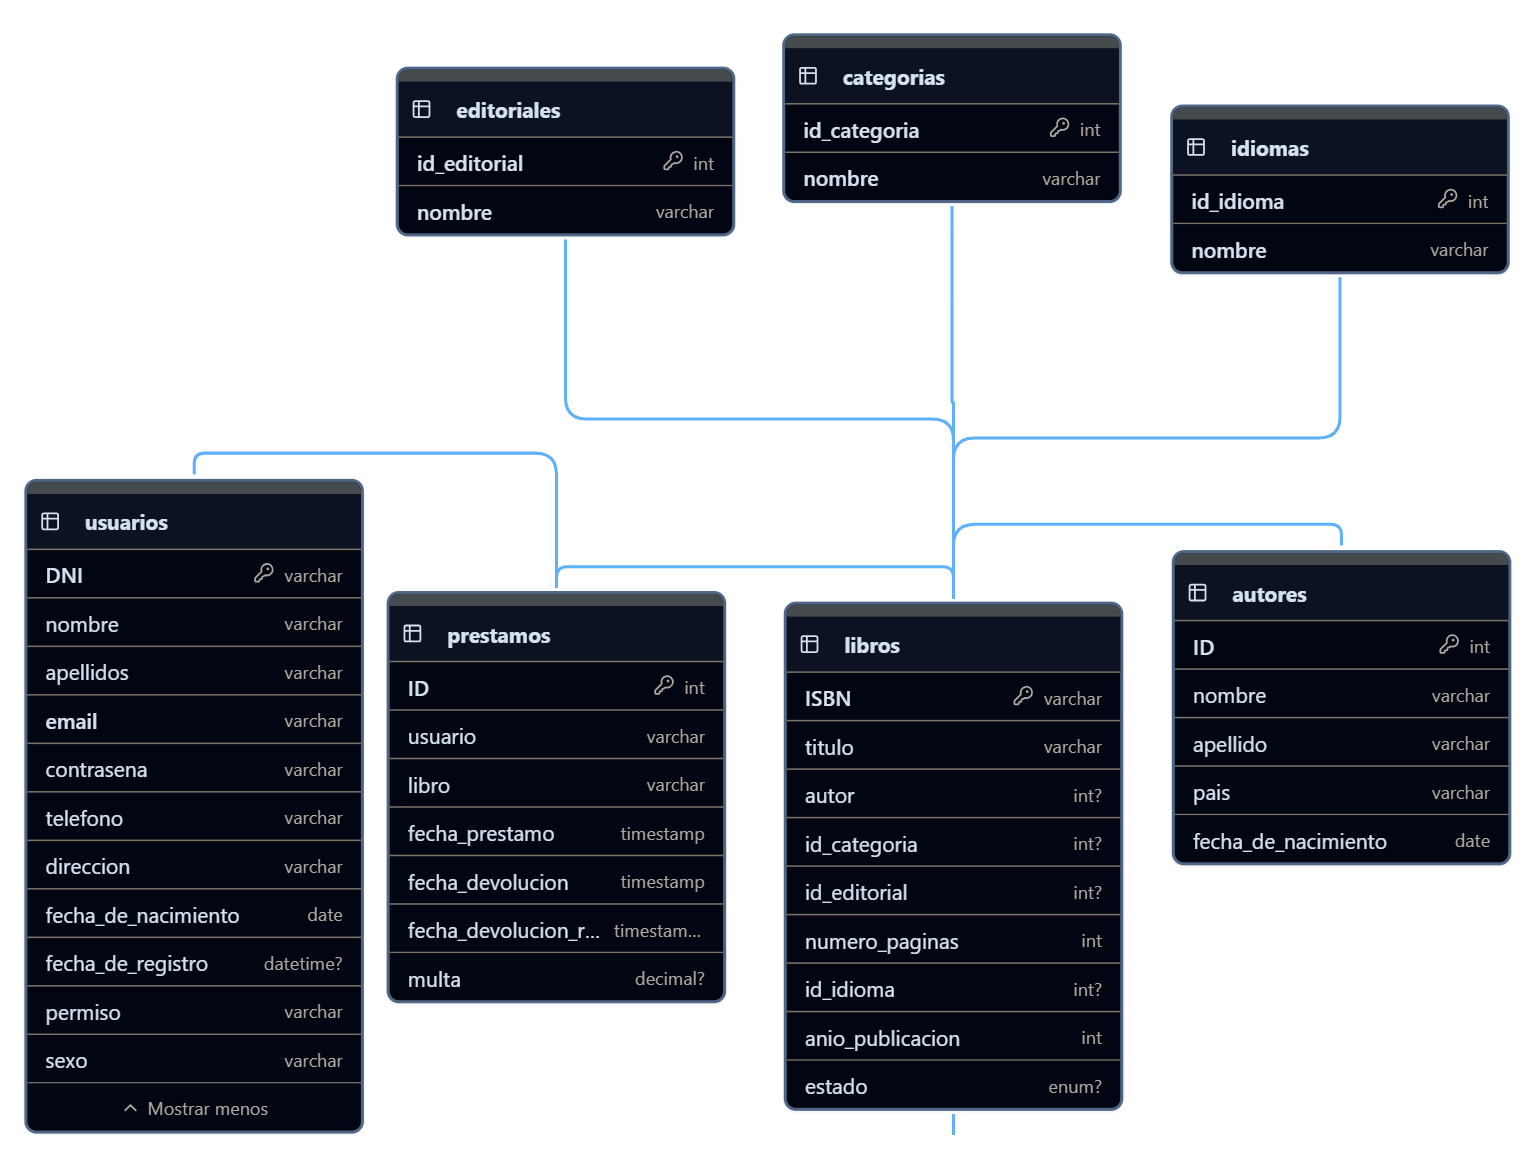 editoriales
id_editorial int
nombre varchar
categorias
id_categoria int
nombre varchar
idiomas
id_idioma int
nombre varchar
usuarios
DNI varchar
nombre varchar
apellidos varchar
email varchar
contrasena varchar
telefono varchar
direccion varchar
fecha_de_nacimiento date
fecha_de_registro datetime?
permiso varchar
sexo varchar
Mostrar menos
prestamos
ID int
usuario varchar
libro varchar
fecha_prestamo timestamp
fecha_devolucion timestamp
fecha_devolucion_r... timestam...
multa decimal?
libros
ISBN varchar
titulo varchar
autor int?
id_categoria int?
id_editorial int?
numero_paginas int
id_idioma int?
anio_publicacion int
estado enum?
autores
ID int
nombre varchar
apellido varchar
pais varchar
fecha_de_nacimiento date